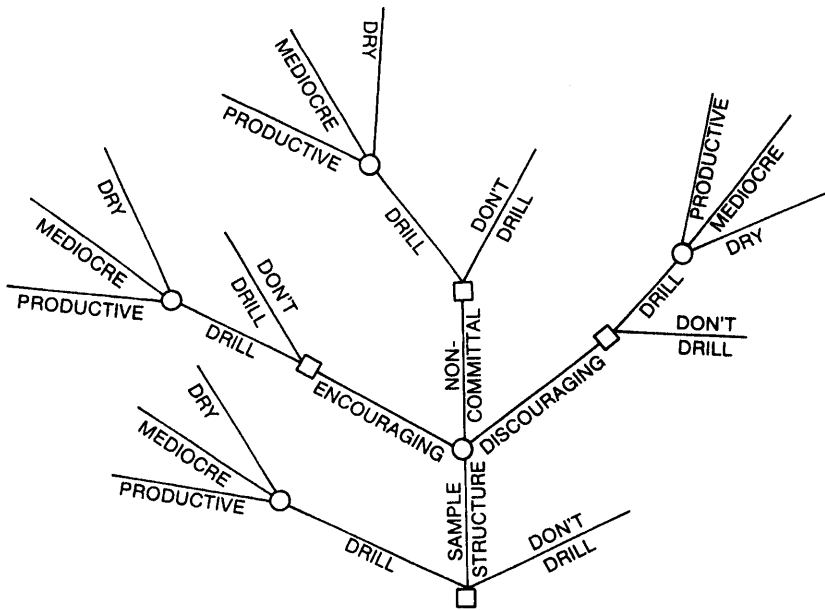 DRY
MEDIOCRE
PRODUCTIVE
DRILL
DON'T
DRILL
PRODUCTIVE
MEDIOCRE
DRY
DRILL
DON'T
DRILL
DRY
MEDIOCRE
PRODUCTIVE
DRILL
DON'T
DRILL
NON-
COMMITTAL
ENCOURAGING
DISCOURAGING
DRY
MEDIOCRE
PRODUCTIVE
DRILL
SAMPLE
STRUCTURE
DON'T
DRILL